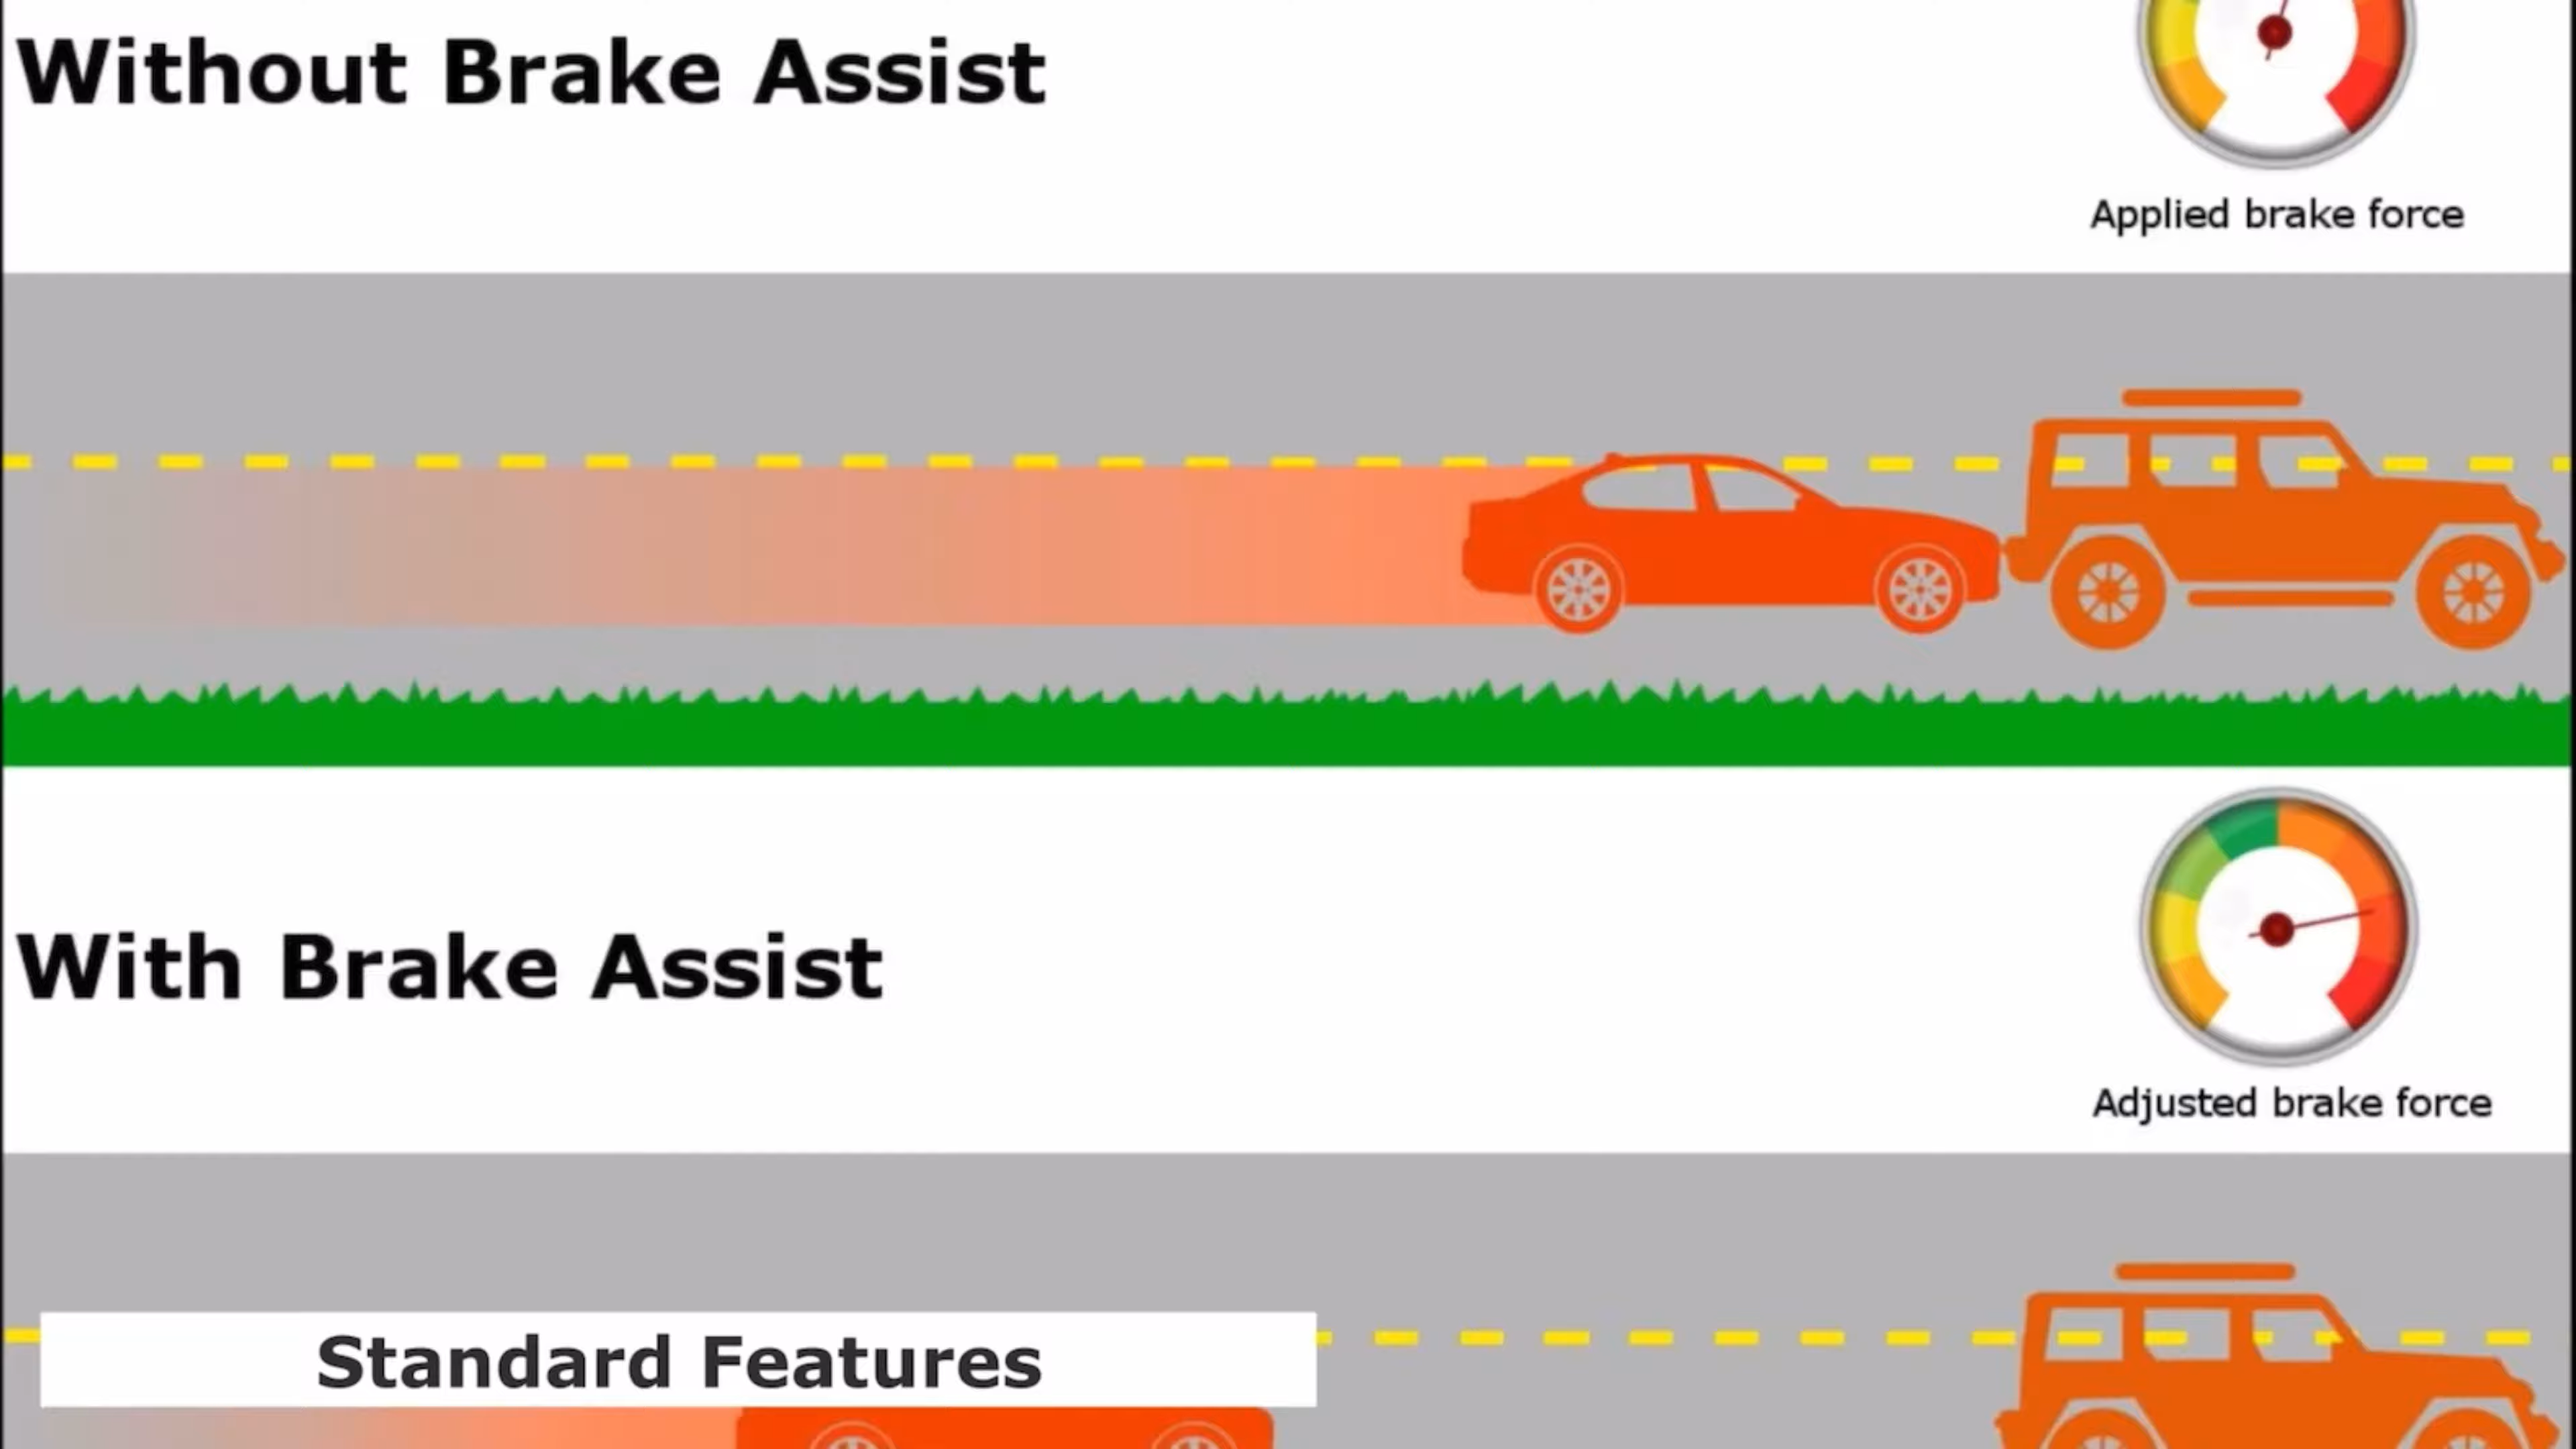 Without Brake Assist
Applied brake force
With Brake Assist
Adjusted brake force
Standard Features